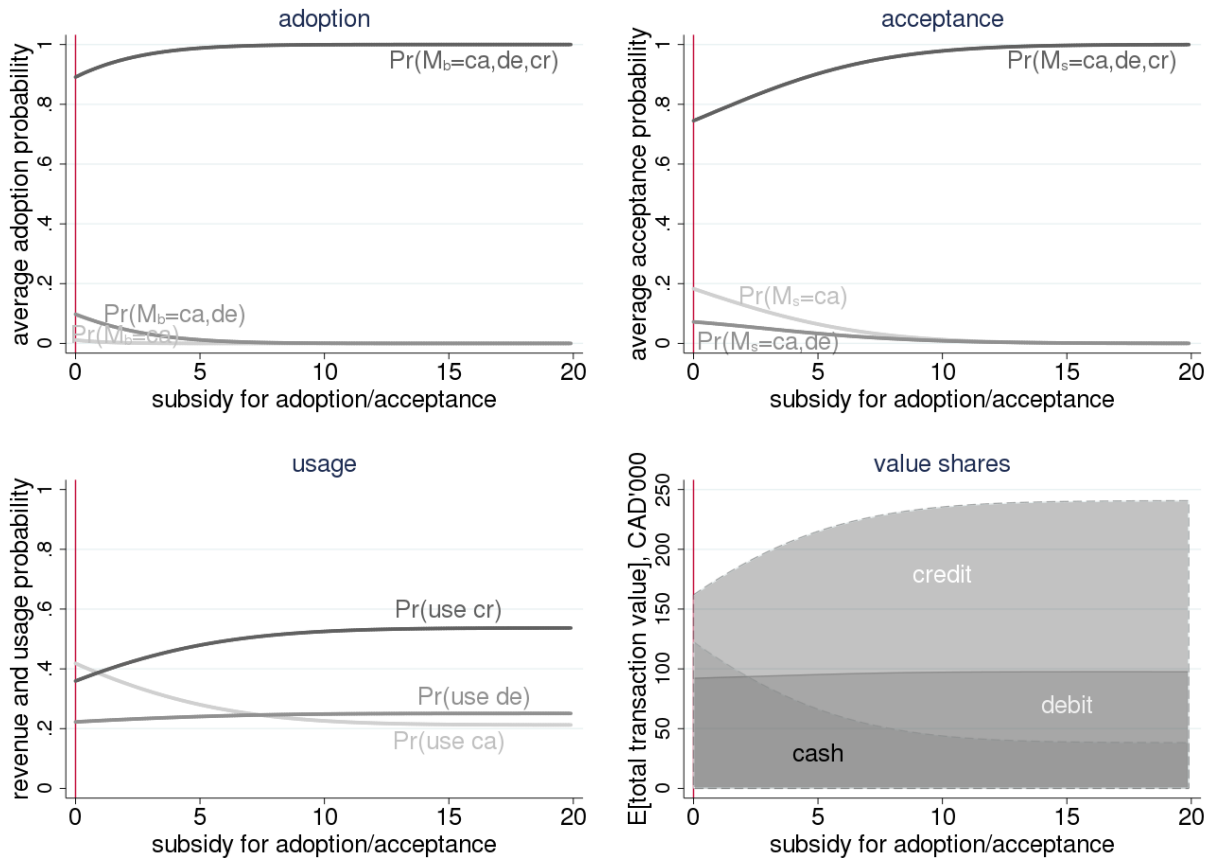 adoption
average adoption probability
1
.8
.6
.4
.2
0
Pr(M_b=ca,de,cr)
Pr(M_b=ca,de)
Pr(M_b=ca)
0 5 10 15 20
subsidy for adoption/acceptance
acceptance
average acceptance probability
1
.8
.6
.4
.2
0
Pr(Mₛ=ca,de,cr)
Pr(Mₛ=ca)
Pr(Mₛ=ca,de)
0 5 10 15 20
subsidy for adoption/acceptance
usage
revenue and usage probability
1
.8
.6
.4
.2
0
Pr(use cr)
Pr(use de)
Pr(use ca)
0 5 10 15 20
subsidy for adoption/acceptance
value shares
E[total transaction value], CAD'000
250
200
150
100
50
0
credit
debit
cash
0 5 10 15 20
subsidy for adoption/acceptance